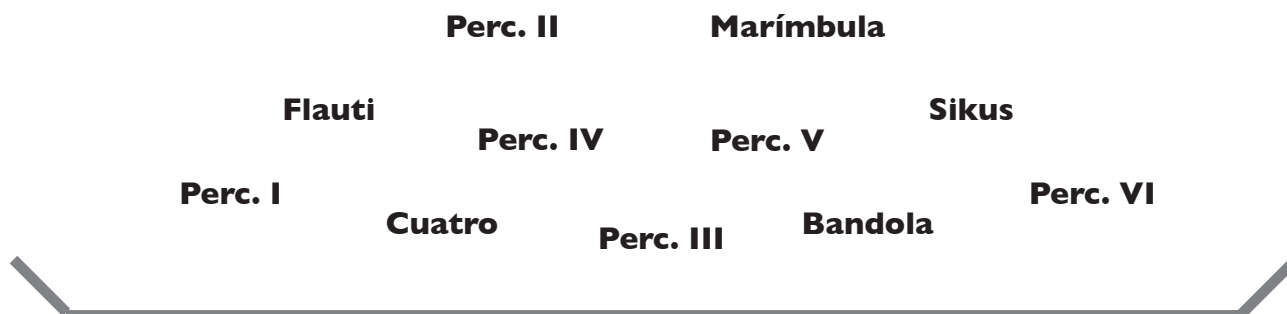 Perc. II Marímbula
Flauti Sikus
Perc. IV Perc. V
Perc. I Perc. VI
Cuatro Bandola
Perc. III